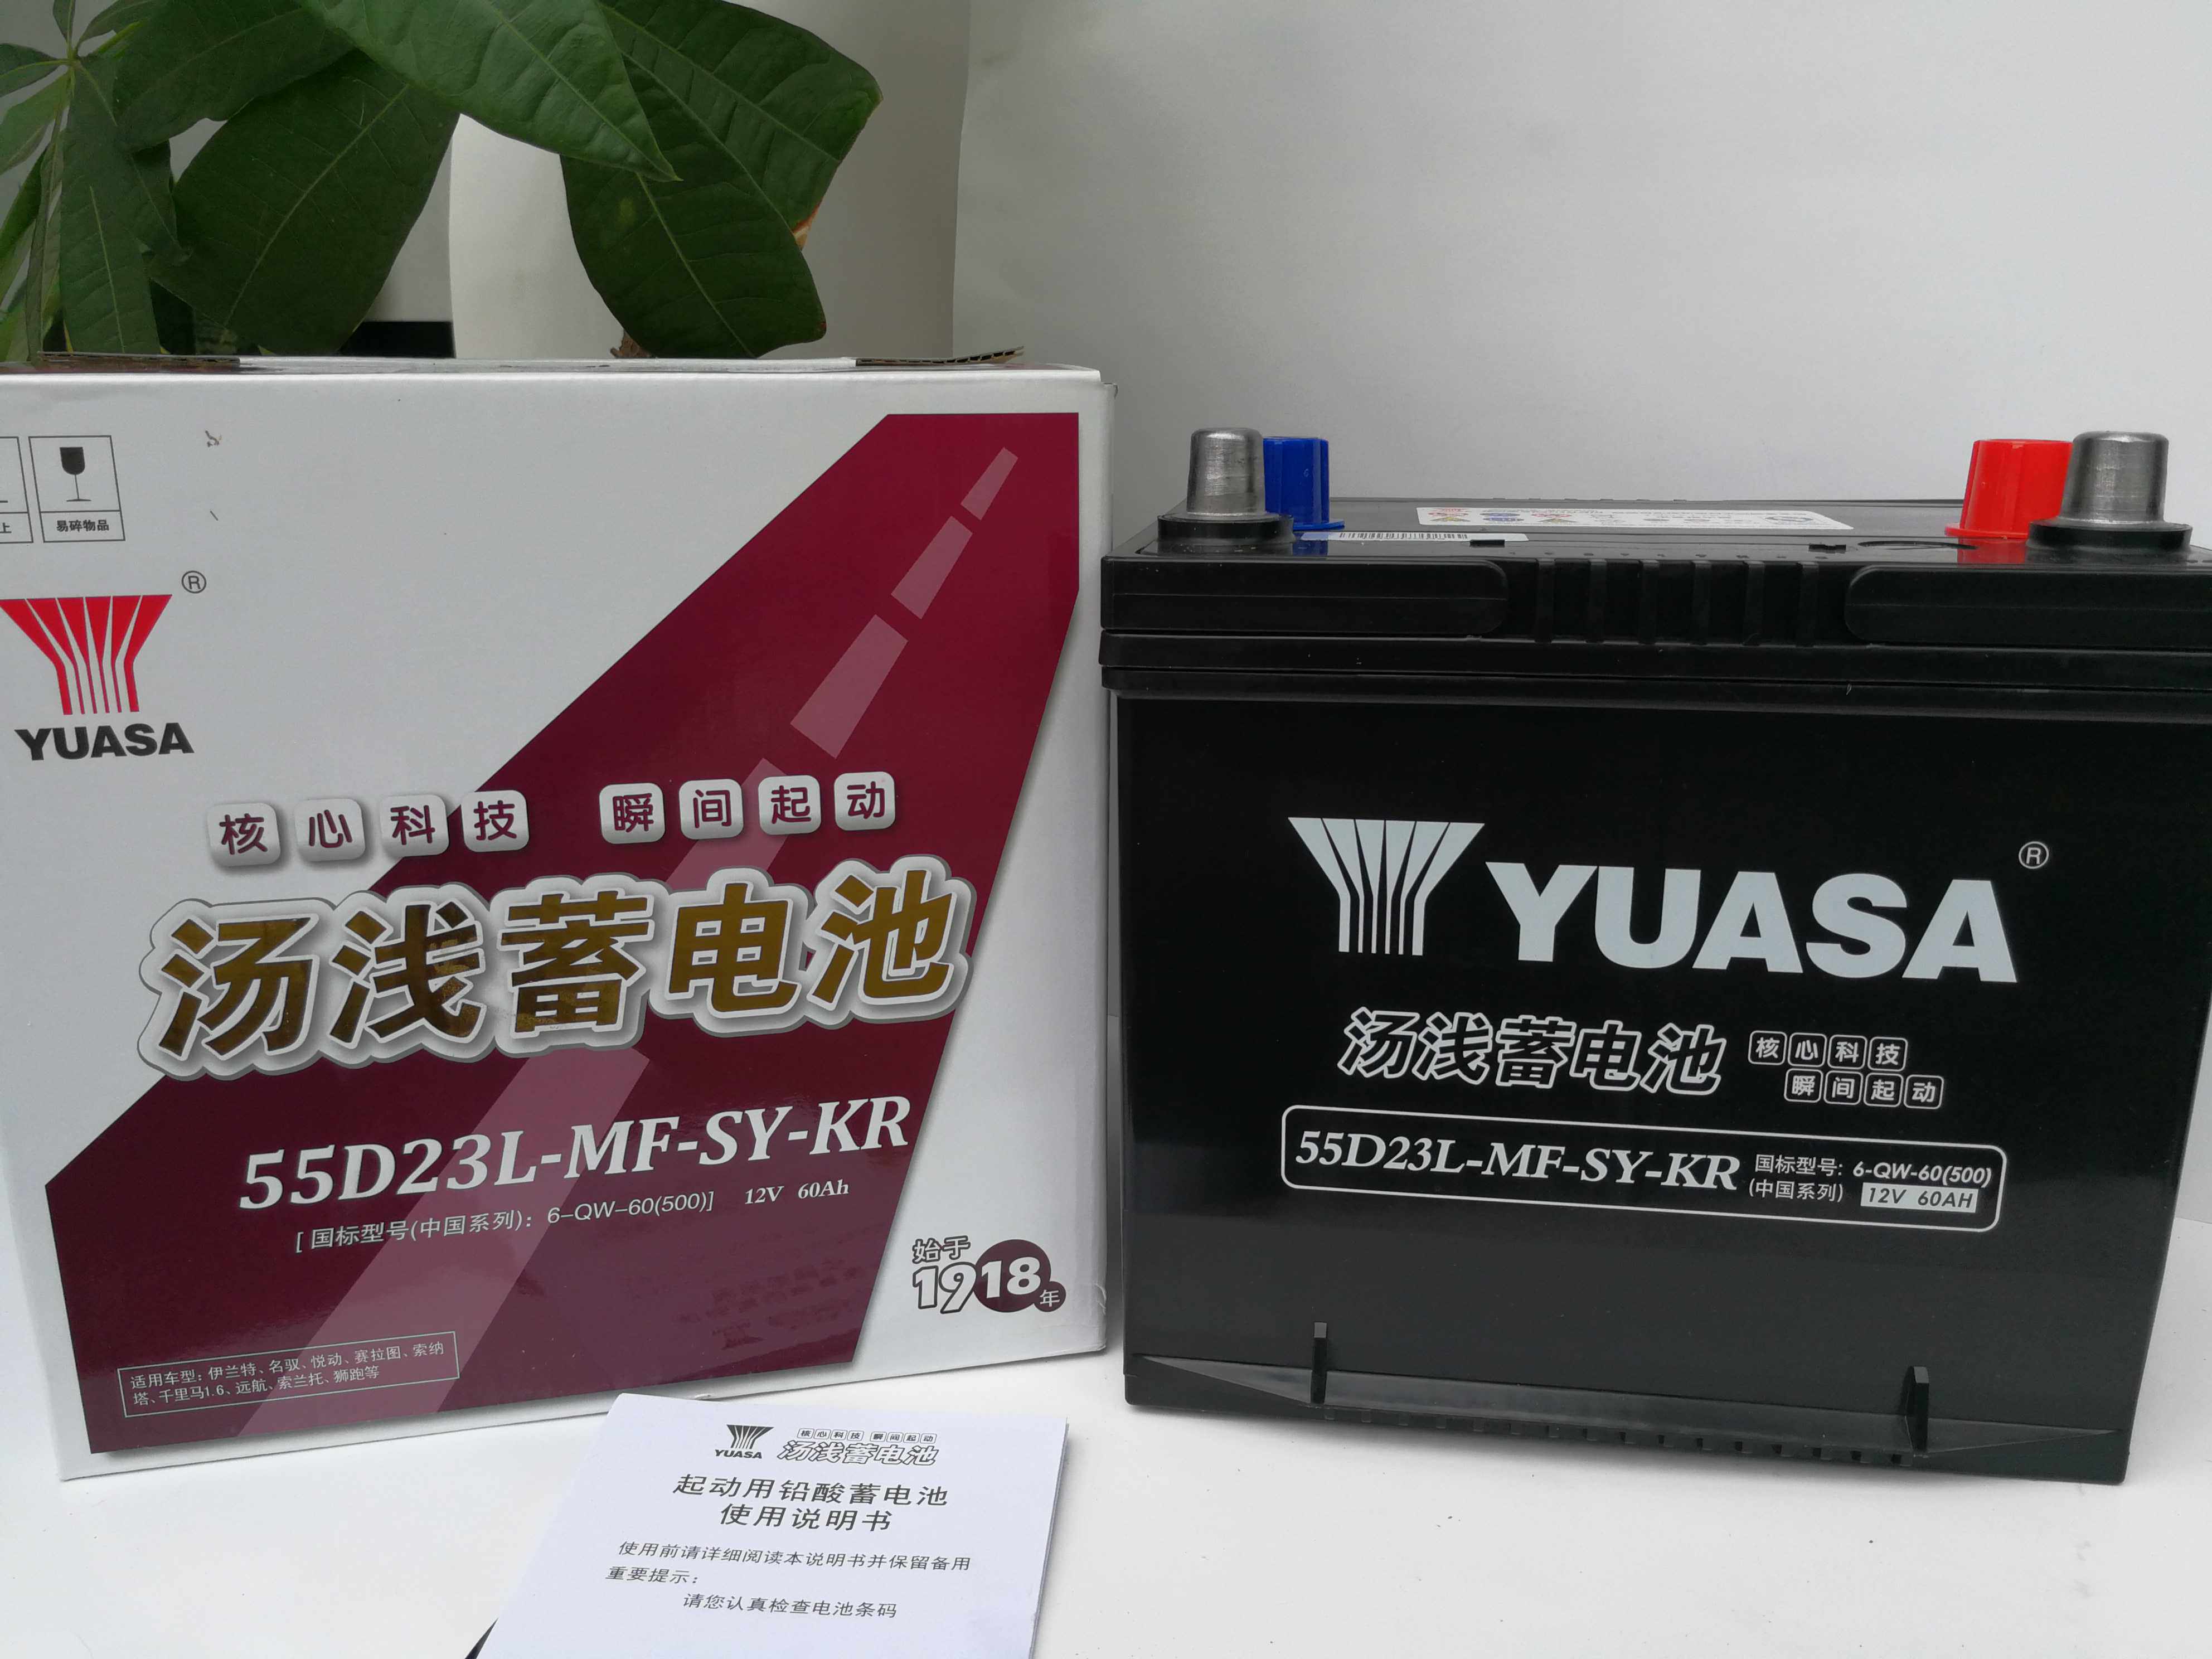 上
易碎物品
®
YUASA
核心科技 瞬间起动
汤浅蓄电池
55D23L-MF-SY-KR
[ 国标型号(中国系列)：6-QW-60(500)] 12V 60Ah
始于
1918年
适用车型：伊兰特、名驭、悦动、赛拉图、索纳
塔、千里马1.6、远航、索兰托、狮跑等
YUASA
核心科技 瞬间起动
汤浅蓄电池
起动用铅酸蓄电池
使用说明书
使用前请详细阅读本说明书并保留备用
重要提示：
请您认真检查电池条码
YUASA ®
汤浅蓄电池
核心科技
瞬间起动
55D23L-MF-SY-KR
国标型号: 6-QW-60(500)
(中国系列) 12V 60AH